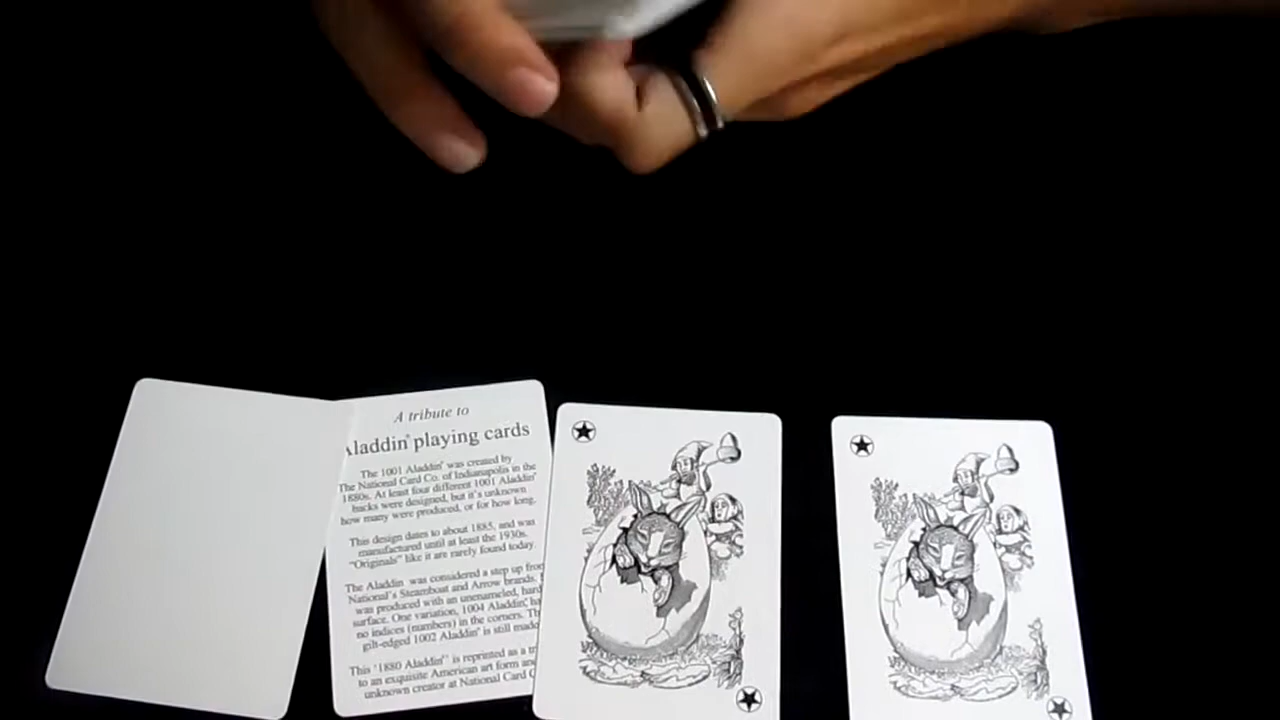 A tribute to
Aladdin® playing cards
The 1001 Aladdin® was created by
The National Card Co. of Indianapolis in the
1880s. At least four different 1001 Aladdin®
backs were designed, but it's unknown
how many were produced, or for how long.
This design dates to about 1885, and was
manufactured until at least the 1930s.
"Originals" like it are rarely found today.
The Aladdin was considered a step up from
National's Steamboat and Arrow brands.
was produced with an unenameled, hard
surface. One variation, 1004 Aladdin,
no indices (numbers) in the corners.
gilt-edged 1002 Aladdin® is still made
This '1880 Aladdin' is reprinted as a
to an exquisite American art form and
unknown creator at National Card